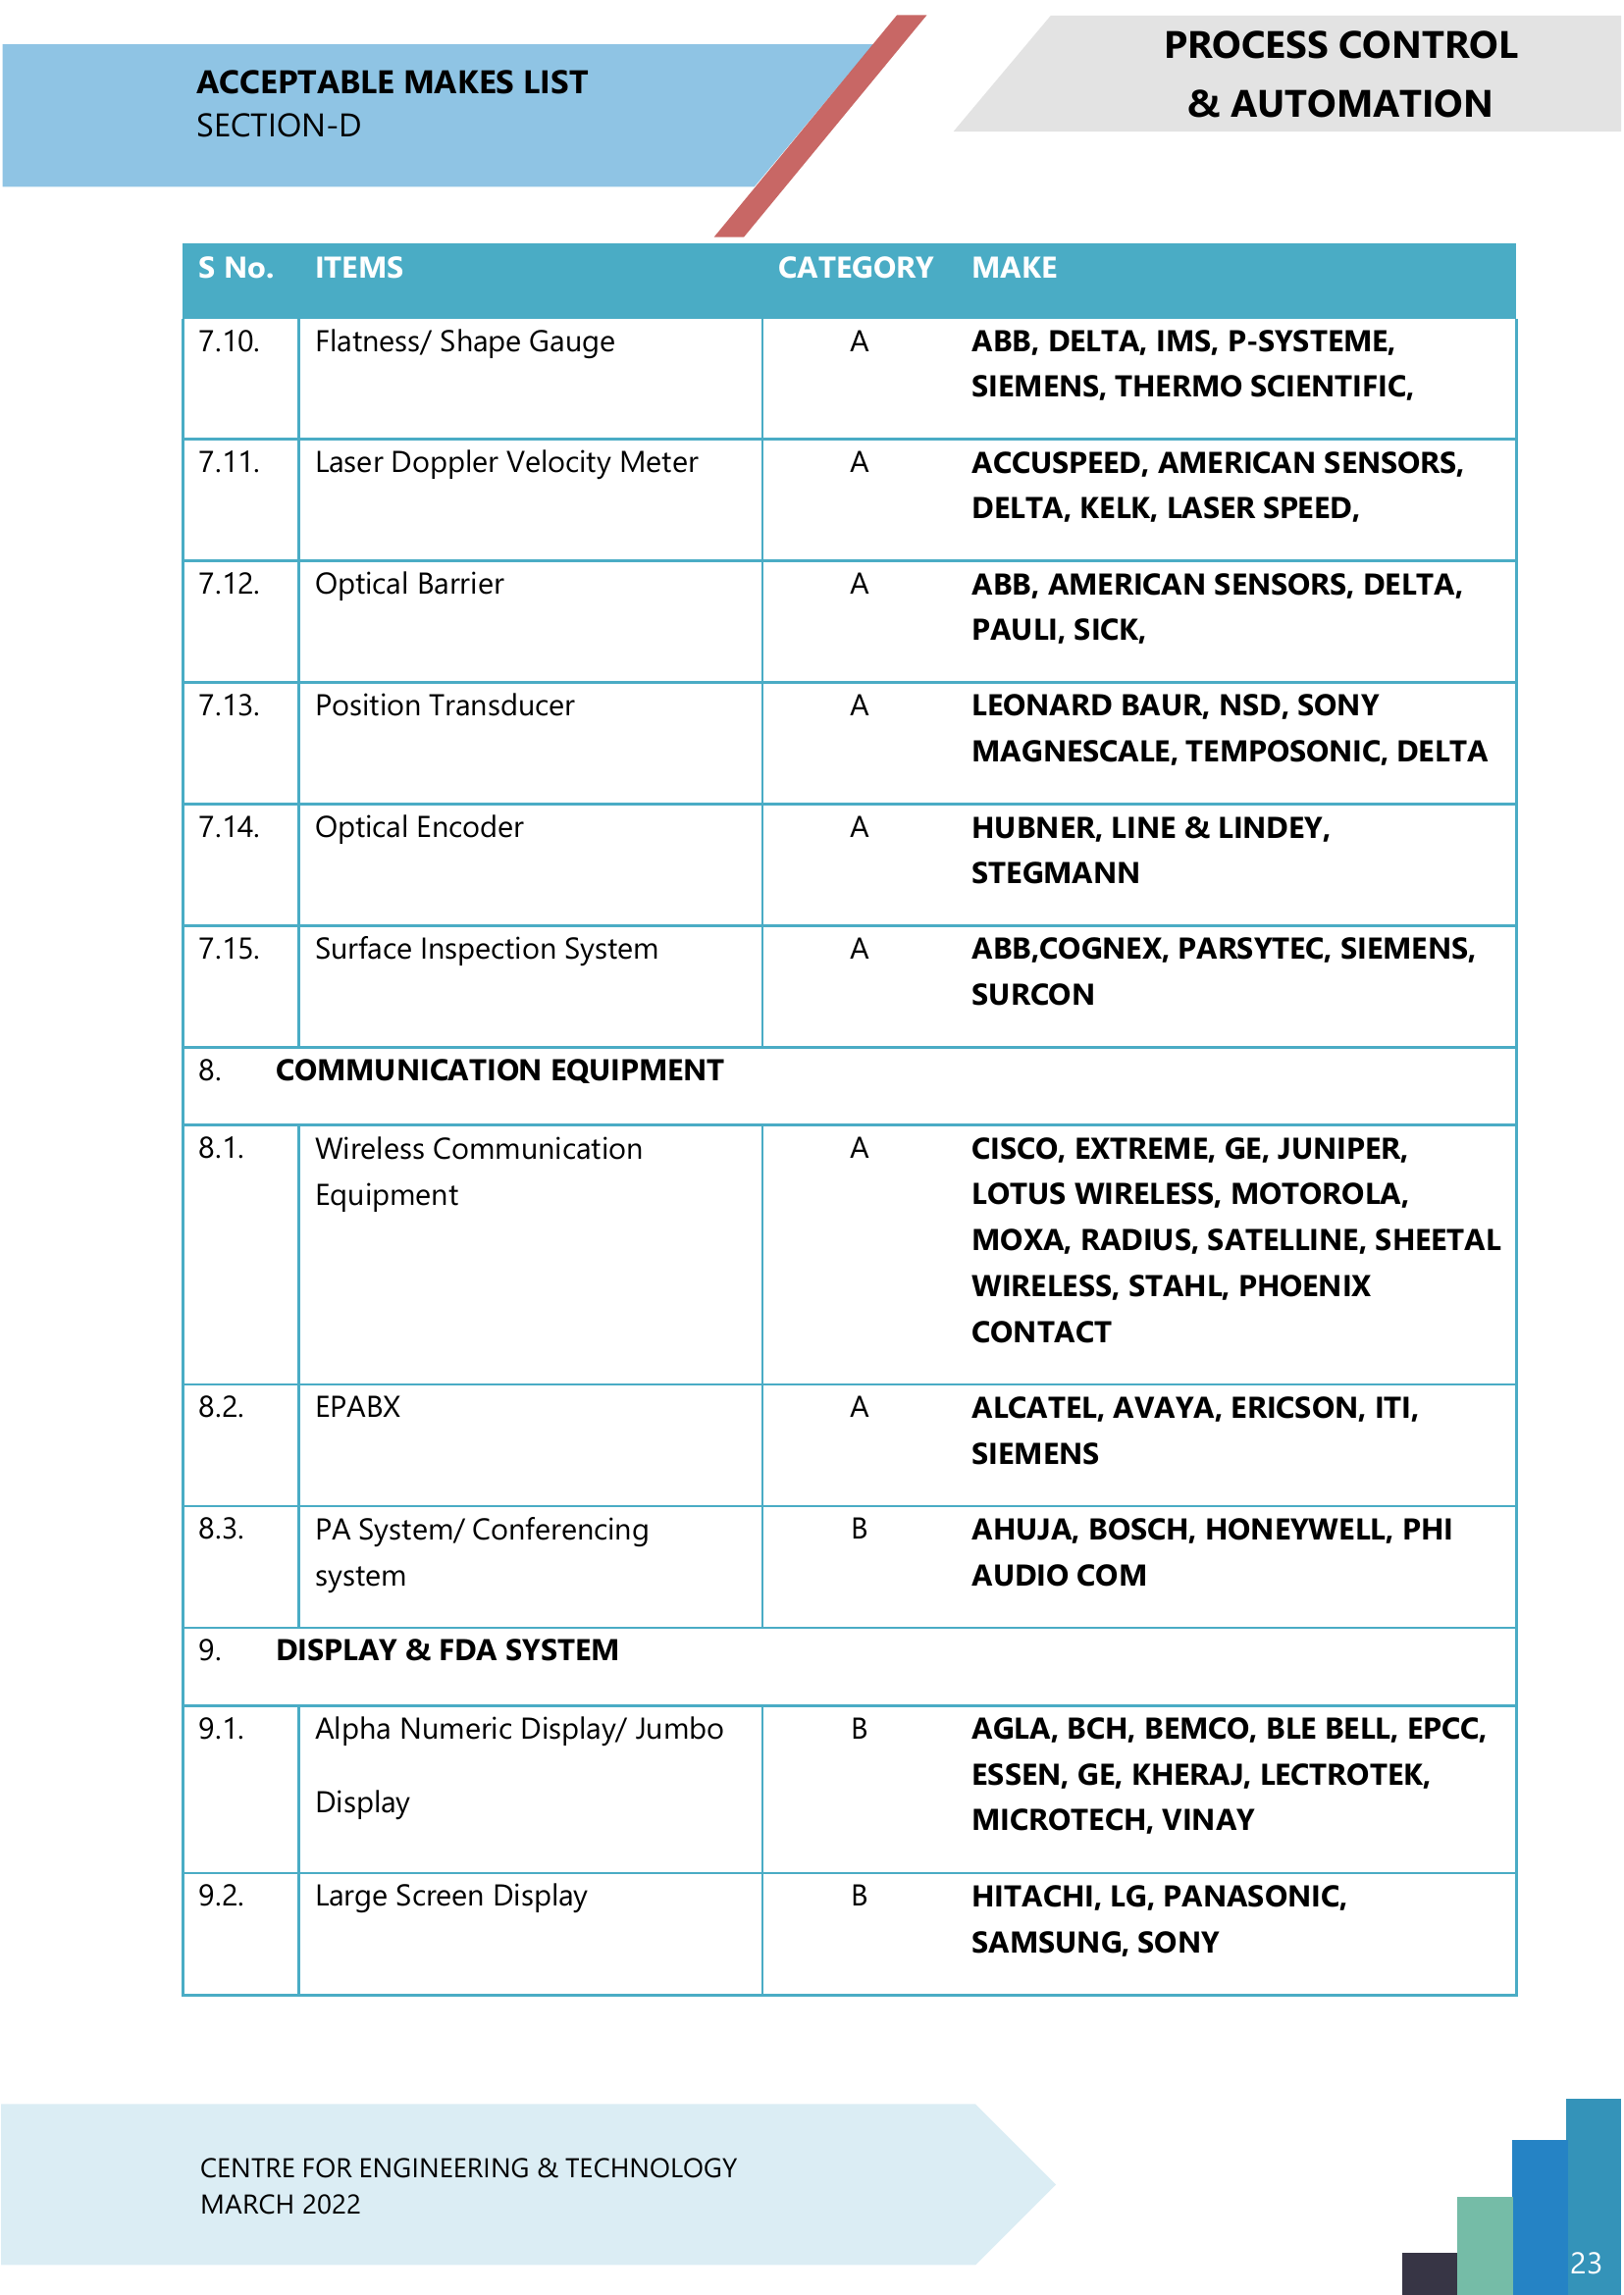 ACCEPTABLE MAKES LIST
SECTION-D
PROCESS CONTROL
& AUTOMATION
S No. ITEMS CATEGORY MAKE
7.10. Flatness/ Shape Gauge A ABB, DELTA, IMS, P-SYSTEME,
SIEMENS, THERMO SCIENTIFIC,
7.11. Laser Doppler Velocity Meter A ACCUSPEED, AMERICAN SENSORS,
DELTA, KELK, LASER SPEED,
7.12. Optical Barrier A ABB, AMERICAN SENSORS, DELTA,
PAULI, SICK,
7.13. Position Transducer A LEONARD BAUR, NSD, SONY
MAGNESCALE, TEMPOSONIC, DELTA
7.14. Optical Encoder A HUBNER, LINE & LINDEY,
STEGMANN
7.15. Surface Inspection System A ABB,COGNEX, PARSYTEC, SIEMENS,
SURCON
8. COMMUNICATION EQUIPMENT
8.1. Wireless Communication A CISCO, EXTREME, GE, JUNIPER,
Equipment LOTUS WIRELESS, MOTOROLA,
MOXA, RADIUS, SATELLINE, SHEETAL
WIRELESS, STAHL, PHOENIX
CONTACT
8.2. EPABX A ALCATEL, AVAYA, ERICSON, ITI,
SIEMENS
8.3. PA System/ Conferencing B AHUJA, BOSCH, HONEYWELL, PHI
system AUDIO COM
9. DISPLAY & FDA SYSTEM
9.1. Alpha Numeric Display/ Jumbo B AGLA, BCH, BEMCO, BLE BELL, EPCC,
Display ESSEN, GE, KHERAJ, LECTROTEK,
MICROTECH, VINAY
9.2. Large Screen Display B HITACHI, LG, PANASONIC,
SAMSUNG, SONY
CENTRE FOR ENGINEERING & TECHNOLOGY
MARCH 2022
23